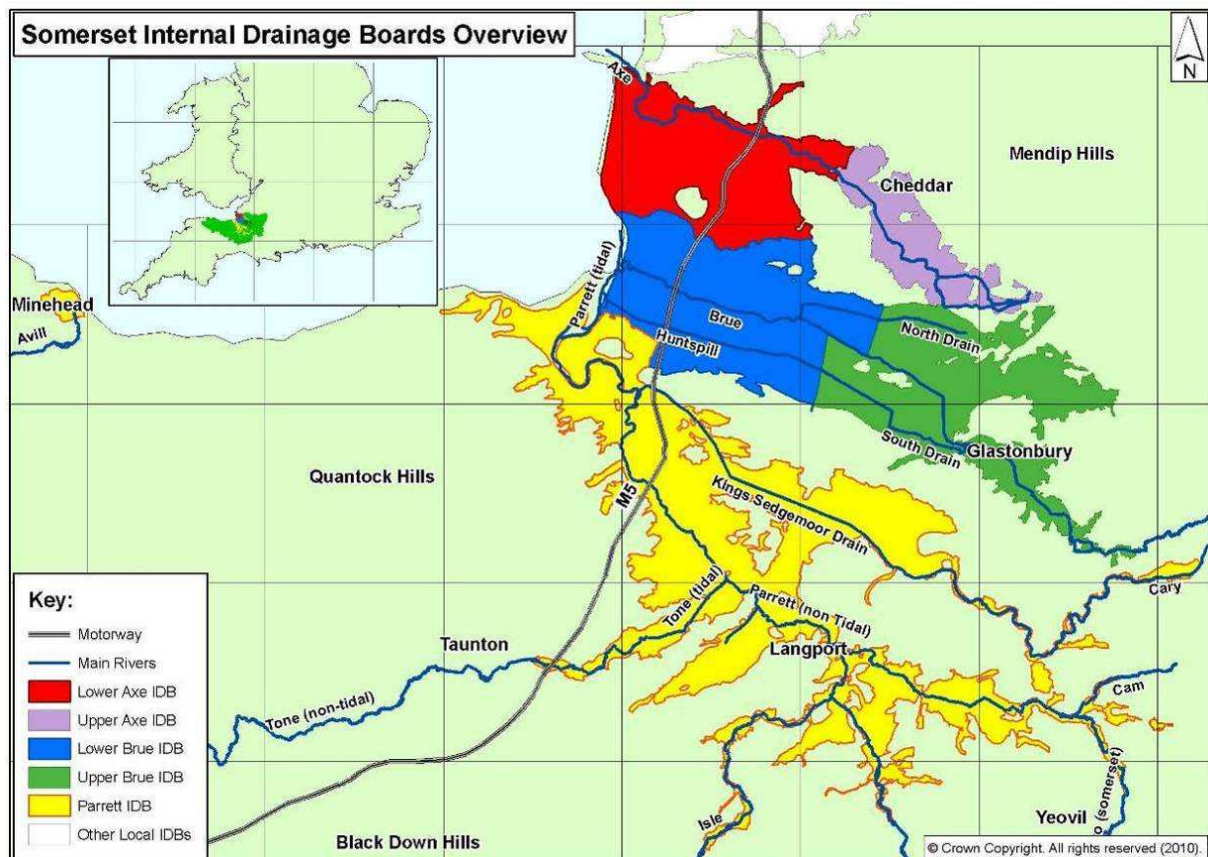 Somerset Internal Drainage Boards Overview
N
Axe
Mendip Hills
Cheddar
Minehead
Avill
Parrett (tidal)
Brue
North Drain
Huntspill
South Drain
Glastonbury
Quantock Hills
M5
Kings Sedgemoor Drain
Cary
Tone (tidal)
Parrett (non Tidal)
Taunton
Langport
Cam
Tone (non-tidal)
Isle
Yeovil
o (somerset)
Black Down Hills
Key:
Motorway
Main Rivers
Lower Axe IDB
Upper Axe IDB
Lower Brue IDB
Upper Brue IDB
Parrett IDB
Other Local IDBs
© Crown Copyright. All rights reserved (2010).